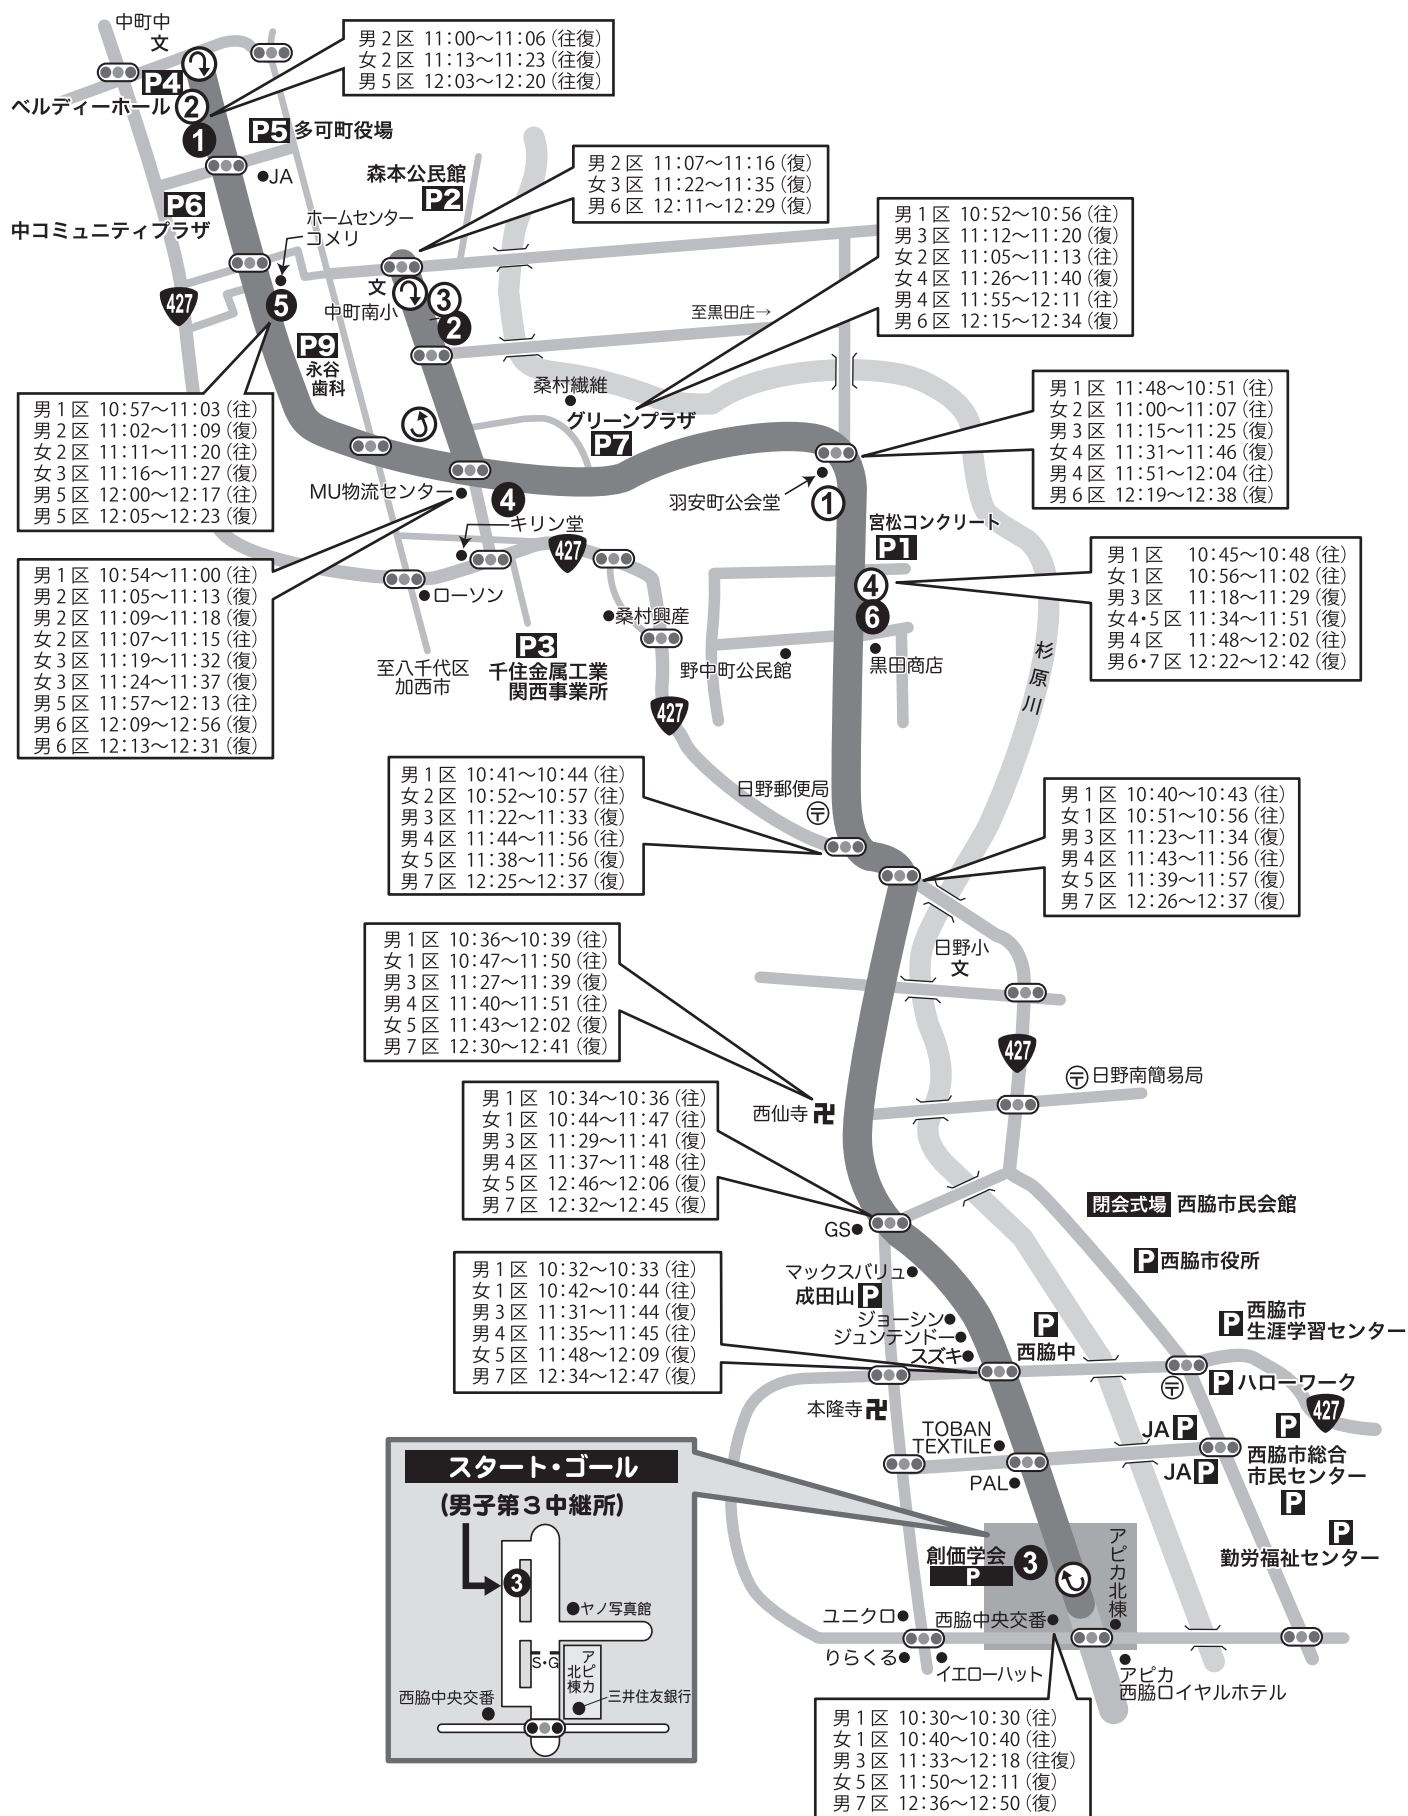 中町中
文
P4
ベルディーホール
2
1
男2区 11:00～11:06(往復)
女2区 11:13～11:23(往復)
男5区 12:03～12:20(往復)
P5 多可町役場
JA
森本公民館
P2
P6
中コミュニティプラザ
ホームセンター
コメリ
男2区 11:07～11:16(復)
女3区 11:22～11:35(復)
男6区 12:11～12:29(復)
男1区 10:52～10:56(往)
男3区 11:12～11:20(復)
女2区 11:05～11:13(往)
女4区 11:26～11:40(復)
男4区 11:55～12:11(往)
男6区 12:15～12:34(復)
427
5
文
中町南小
3
2
至黒田庄→
P9
永谷
歯科
桑村繊維
グリーンプラザ
P7
男1区 10:57～11:03(往)
男2区 11:02～11:09(復)
女2区 11:11～11:20(往)
女3区 11:16～11:27(復)
男5区 12:00～12:17(往)
男5区 12:05～12:23(復)
男1区 11:48～10:51(往)
女2区 11:00～11:07(往)
男3区 11:15～11:25(復)
女4区 11:31～11:46(復)
男4区 11:51～12:04(往)
男6区 12:19～12:38(復)
MU物流センター
4
羽安町公会堂
1
キリン堂
427
宮松コンクリート
P1
ローソン
男1区 10:54～11:00(往)
男2区 11:05～11:13(復)
男2区 11:09～11:18(復)
女2区 11:07～11:15(往)
女3区 11:19～11:32(復)
女3区 11:24～11:37(復)
男5区 11:57～12:13(往)
男6区 12:09～12:56(復)
男6区 12:13～12:31(復)
男1区 10:45～10:48(往)
女1区 10:56～11:02(往)
男3区 11:18～11:29(復)
女4・5区 11:34～11:51(復)
男4区 11:48～12:02(往)
男6・7区 12:22～12:42(復)
4
6
桑村興産
至八千代区
加西市
P3
千住金属工業
関西事業所
野中町公民館
黒田商店
杉原川
427
男1区 10:41～10:44(往)
女2区 10:52～10:57(往)
男3区 11:22～11:33(復)
男4区 11:44～11:56(往)
女5区 11:38～11:56(復)
男7区 12:25～12:37(復)
日野郵便局
〒
男1区 10:40～10:43(往)
女1区 10:51～10:56(往)
男3区 11:23～11:34(復)
男4区 11:43～11:56(往)
女5区 11:39～11:57(復)
男7区 12:26～12:37(復)
男1区 10:36～10:39(往)
女1区 10:47～11:50(往)
男3区 11:27～11:39(復)
男4区 11:40～11:51(往)
女5区 11:43～12:02(復)
男7区 12:30～12:41(復)
日野小
文
427
〒日野南簡易局
西仙寺卍
男1区 10:34～10:36(往)
女1区 10:44～11:47(往)
男3区 11:29～11:41(復)
男4区 11:37～11:48(往)
女5区 12:46～12:06(復)
男7区 12:32～12:45(復)
閉会式場 西脇市民会館
GS
P西脇市役所
マックスバリュ
成田山P
男1区 10:32～10:33(往)
女1区 10:42～10:44(往)
男3区 11:31～11:44(復)
男4区 11:35～11:45(往)
女5区 11:48～12:09(復)
男7区 12:34～12:47(復)
ジョーシン
ジュンテンドー
スズキ
P
西脇中
P 西脇市
生涯学習センター
〒
Pハローワーク
427
本隆寺卍
TOBAN
TEXTILE
PAL
JAP
JAP
P
西脇市総合
市民センター
P
P
勤労福祉センター
スタート・ゴール
(男子第3中継所)
3
ヤノ写真館
S・G
アピカ
北棟
三井住友銀行
西脇中央交番
創価学会
P
3
アピカ北棟
ユニクロ
西脇中央交番
りらくる
イエローハット
アピカ
西脇ロイヤルホテル
男1区 10:30～10:30(往)
女1区 10:40～10:40(往)
男3区 11:33～12:18(往復)
女5区 11:50～12:11(復)
男7区 12:36～12:50(復)